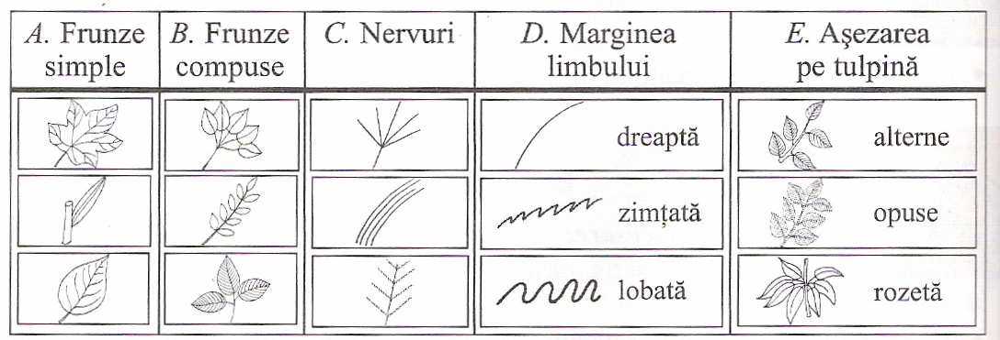 A. Frunze
simple
B. Frunze
compuse
C. Nervuri
D. Marginea
limbului
E. Aşezarea
pe tulpină
dreaptă
alterne
zimţată
opuse
lobată
rozetă